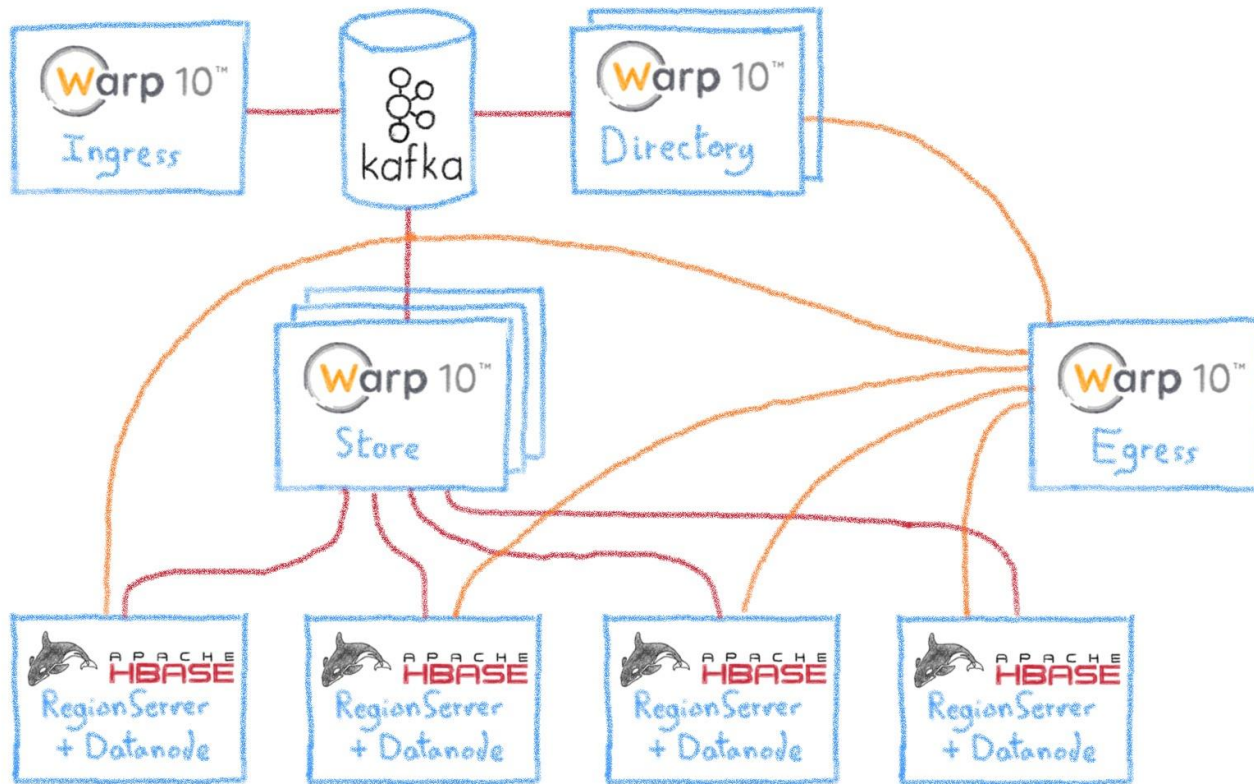 Warp 10™
Ingress
kafka
Warp 10™
Directory
Warp 10™
Store
Warp 10™
Egress
APACHE
HBASE
RegionServer
+ Datanode
APACHE
HBASE
RegionServer
+ Datanode
APACHE
HBASE
RegionServer
+ Datanode
APACHE
HBASE
RegionServer
+ Datanode